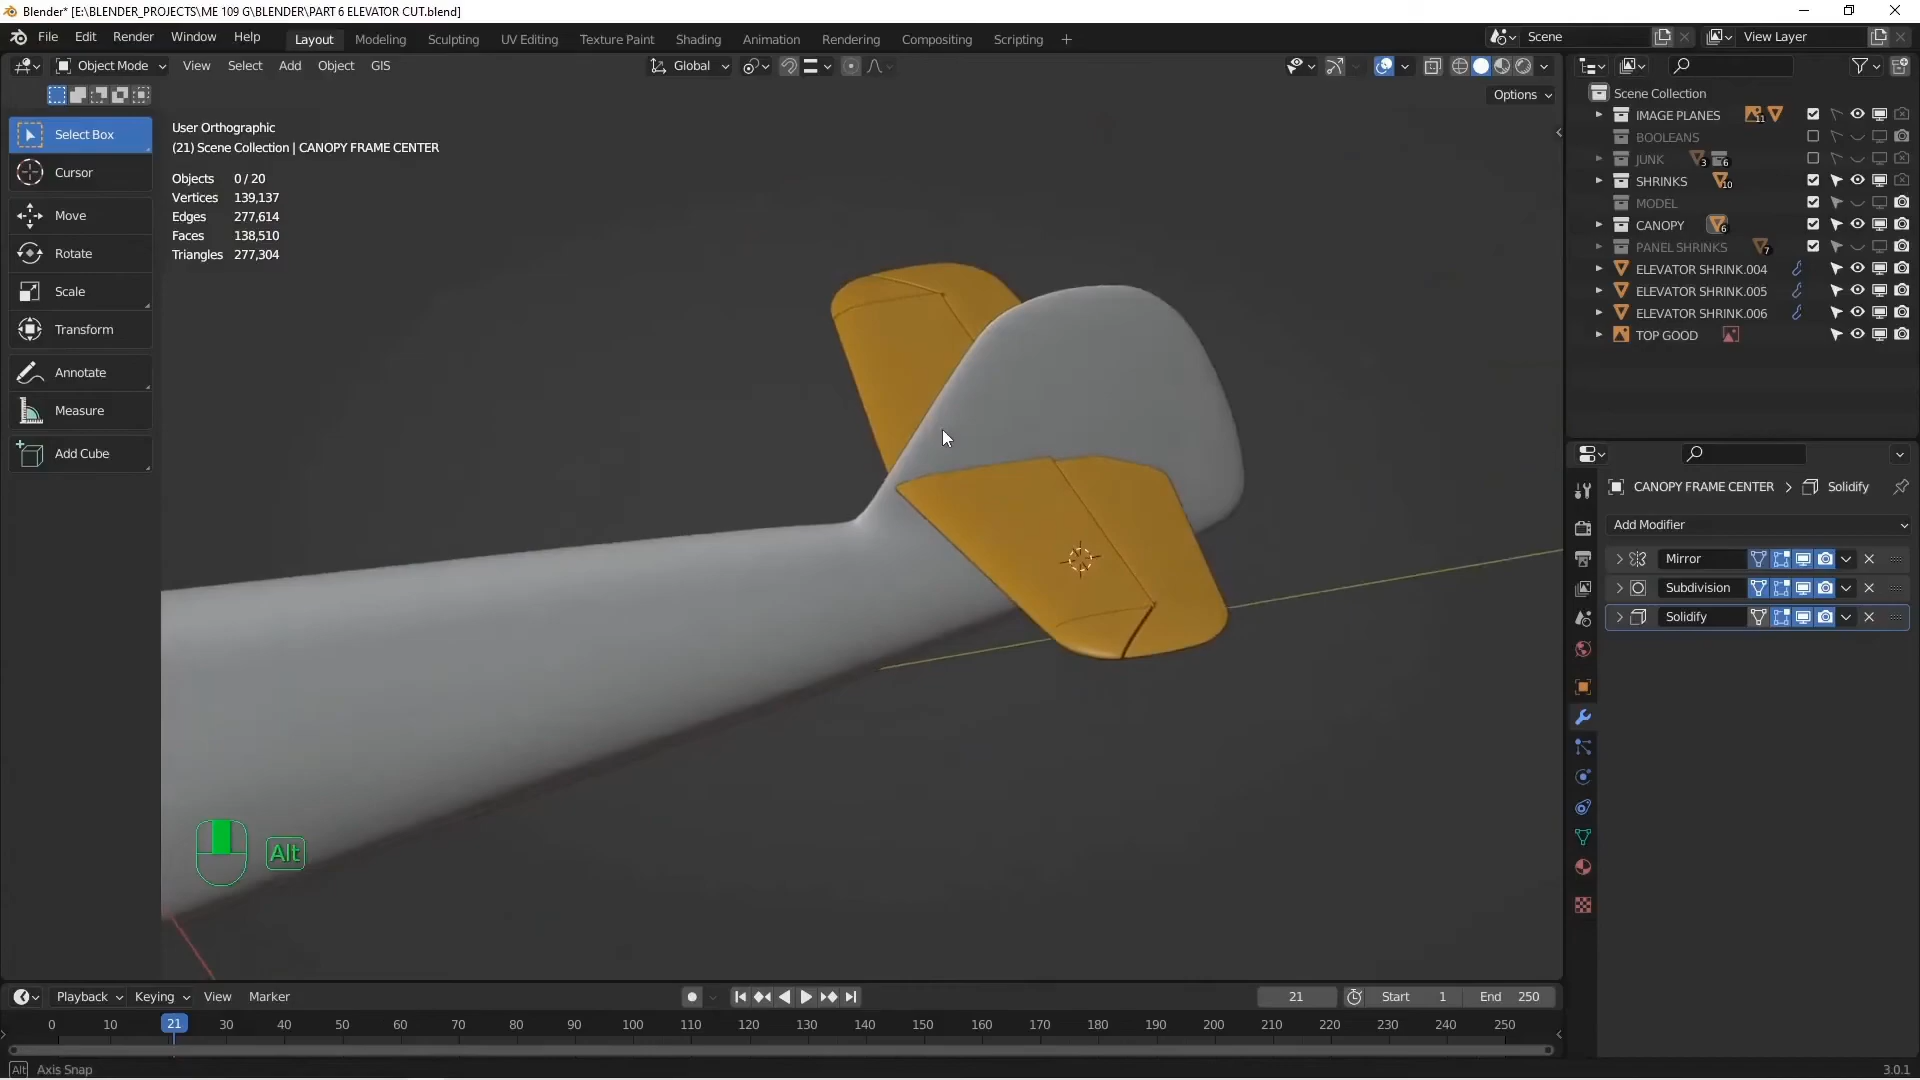 Blender* [E:\BLENDER_PROJECTS\ME 109 G\BLENDER\PART 6 ELEVATOR CUT.blend]
File Edit Render Window Help Layout Modeling Sculpting UV Editing Texture Paint Shading Animation Rendering Compositing Scripting + Scene View Layer
Object Mode View Select Add Object GIS Global
Options
Select Box
Cursor
Move
Rotate
Scale
Transform
Annotate
Measure
Add Cube
User Orthographic
(21) Scene Collection | CANOPY FRAME CENTER
Objects 0 / 20
Vertices 139,137
Edges 277,614
Faces 138,510
Triangles 277,304
Alt
Scene Collection
IMAGE PLANES 11
BOOLEANS
JUNK 3 6
SHRINKS 10
MODEL
CANOPY 6
PANEL SHRINKS 7
ELEVATOR SHRINK.004
ELEVATOR SHRINK.005
ELEVATOR SHRINK.006
TOP GOOD
CANOPY FRAME CENTER > Solidify
Add Modifier
Mirror
Subdivision
Solidify
Playback Keying View Marker 21 Start 1 End 250
0 10 21 30 40 50 60 70 80 90 100 110 120 130 140 150 160 170 180 190 200 210 220 230 240 250
Alt Axis Snap 3.0.1